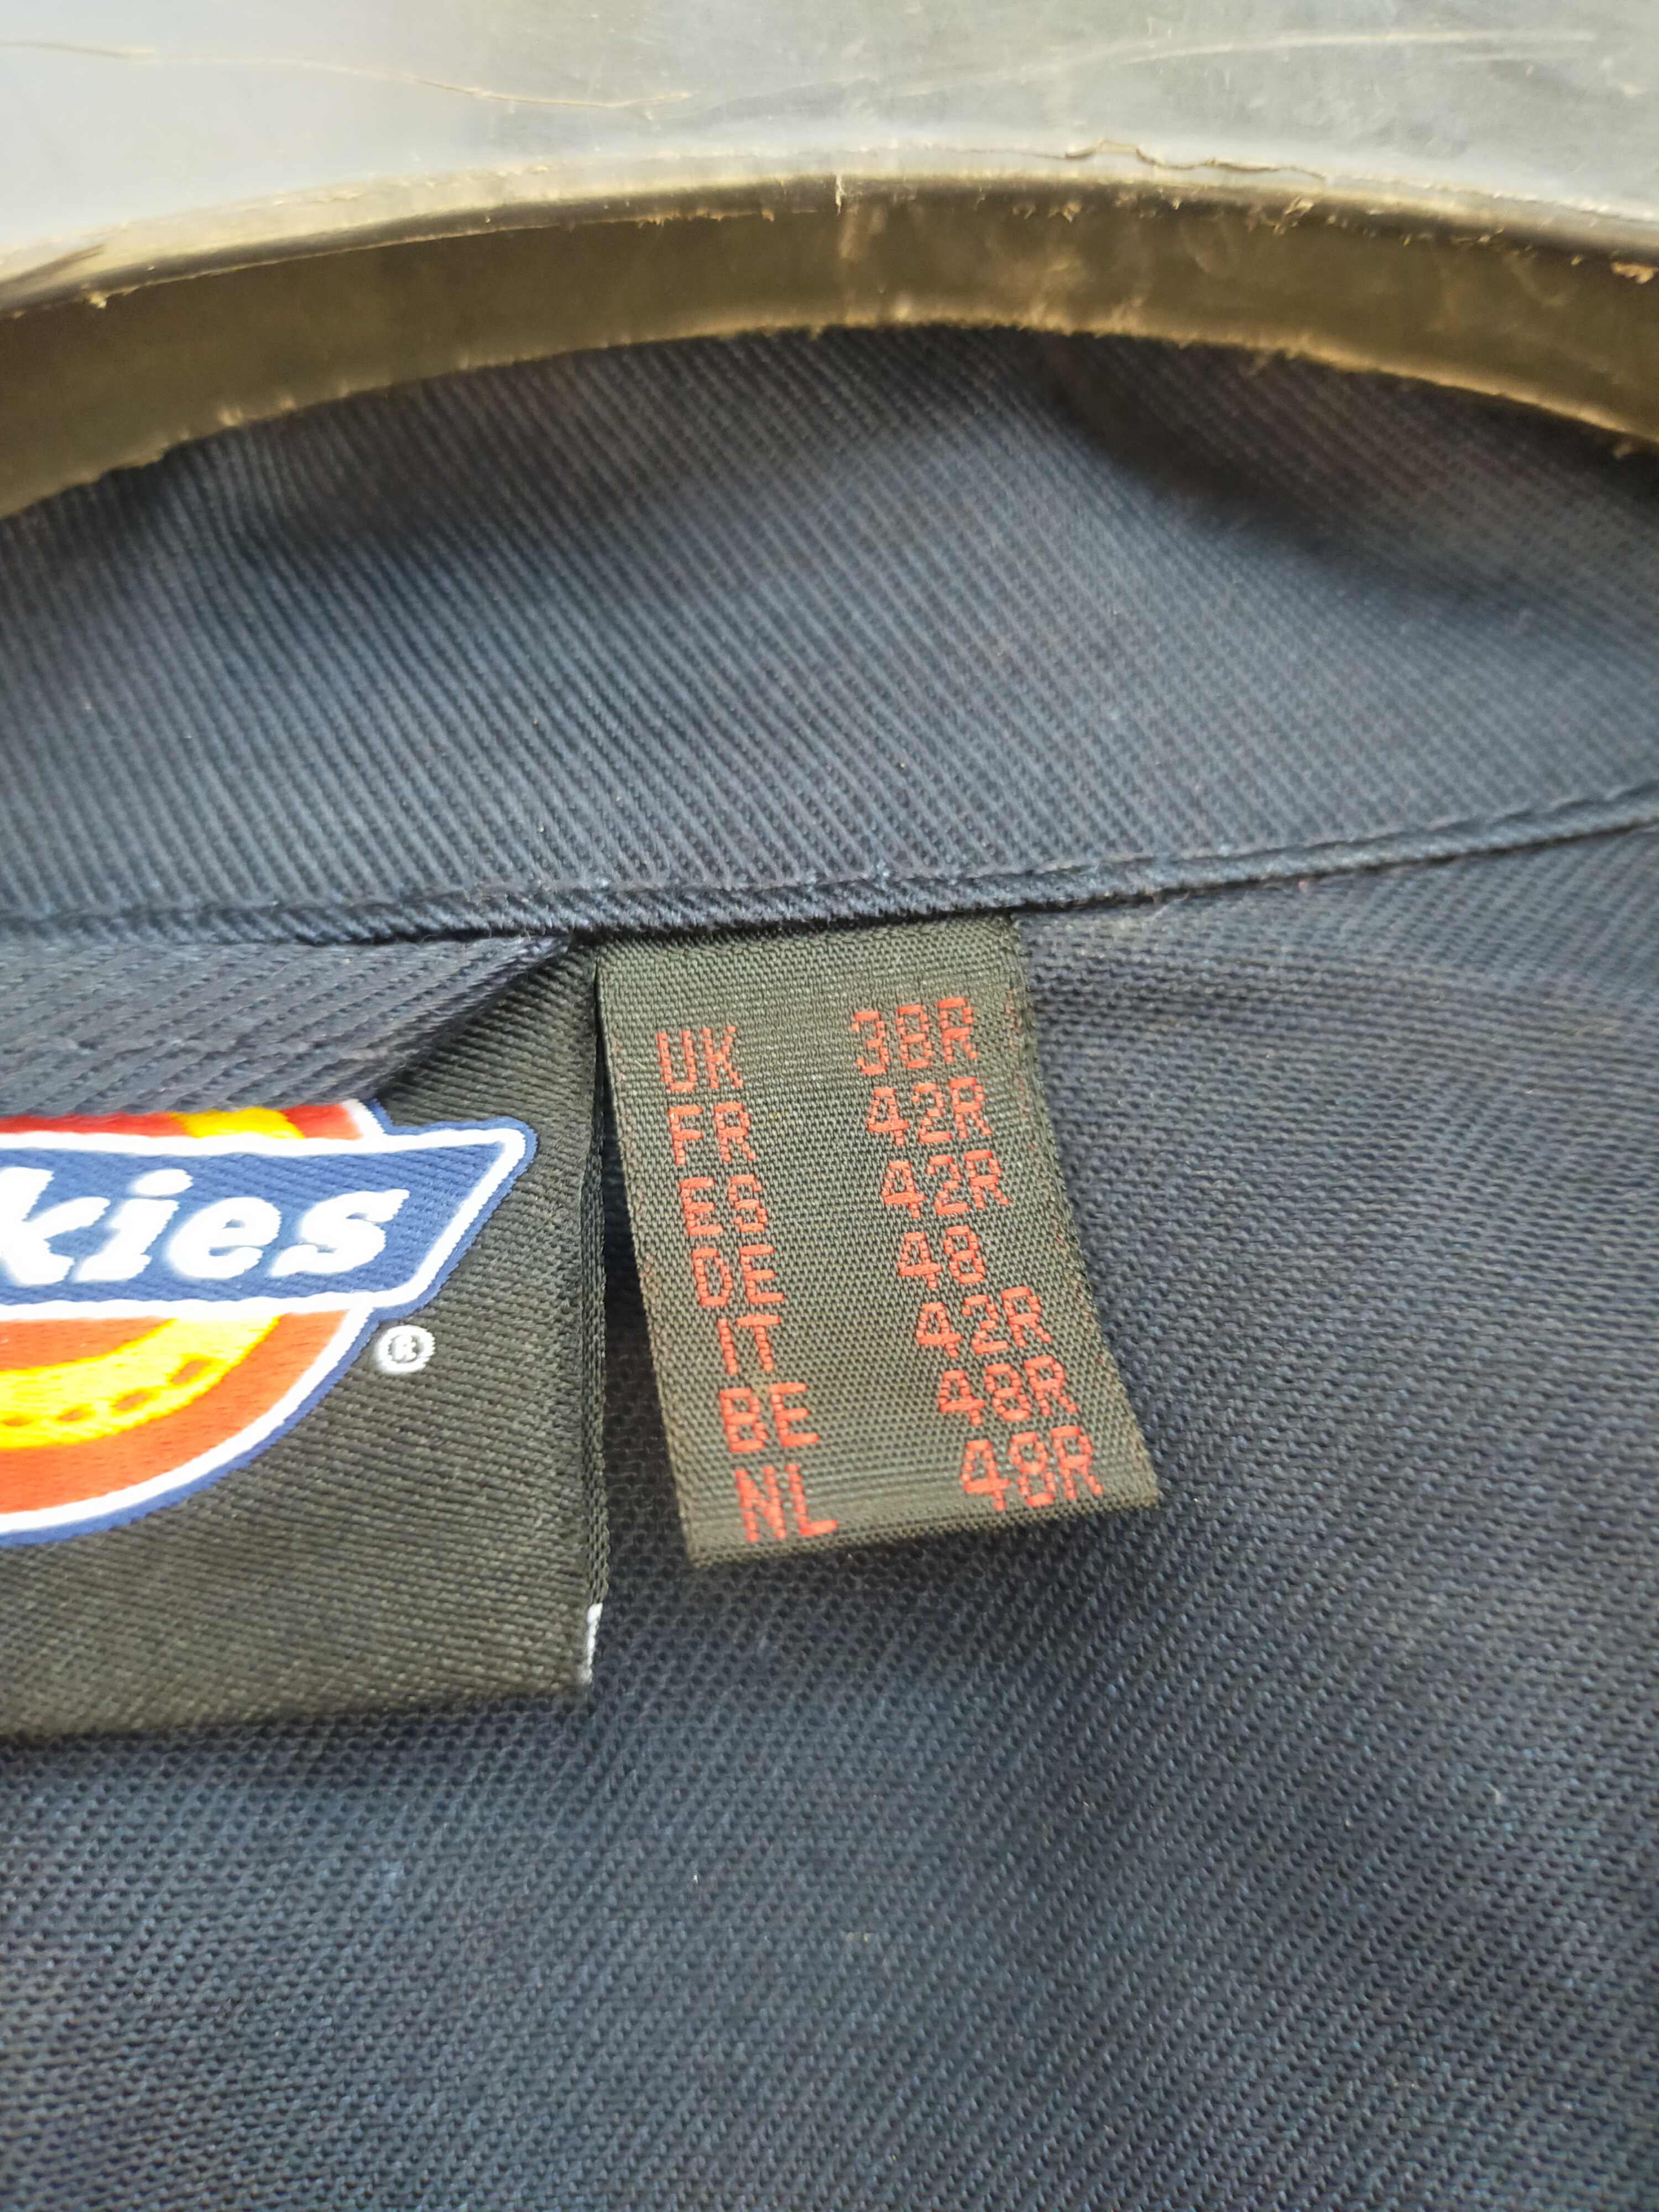 kies
®
UK 38R
FR 42R
ES 42R
DE 48
IT 42R
BE 48R
NL 48R